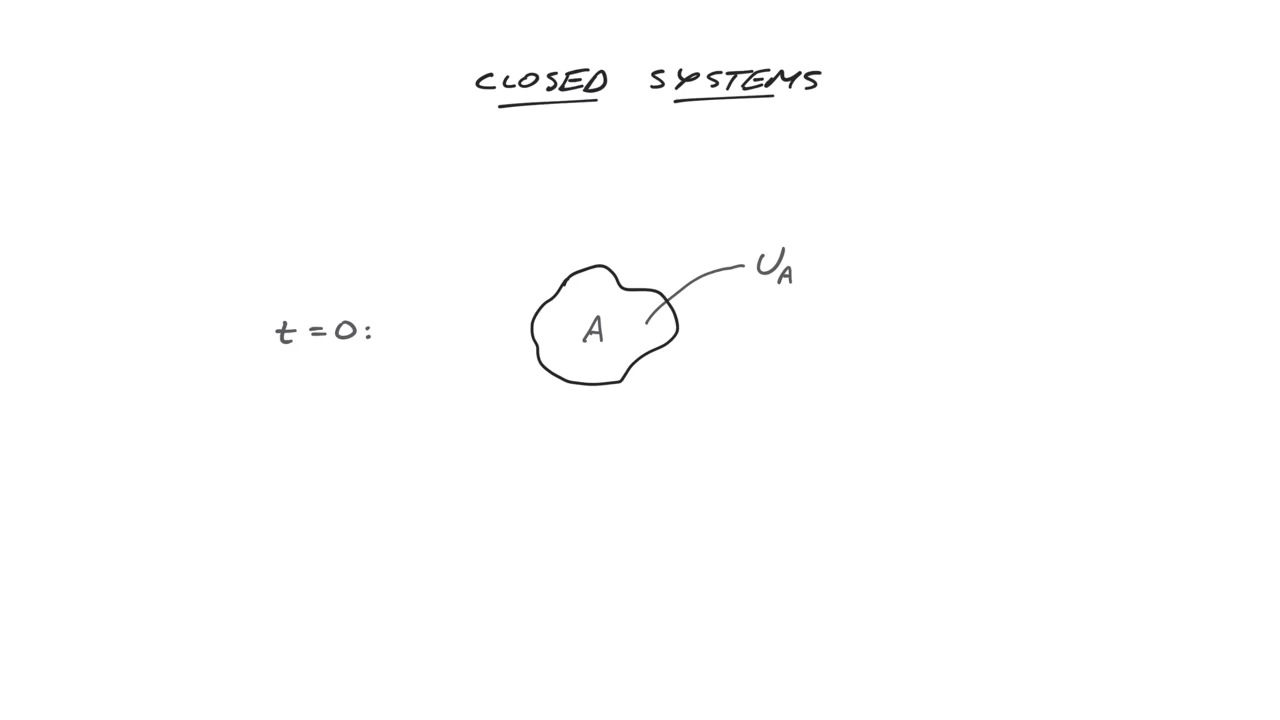 CLOSED SYSTEMS
U_A
t = 0:
A